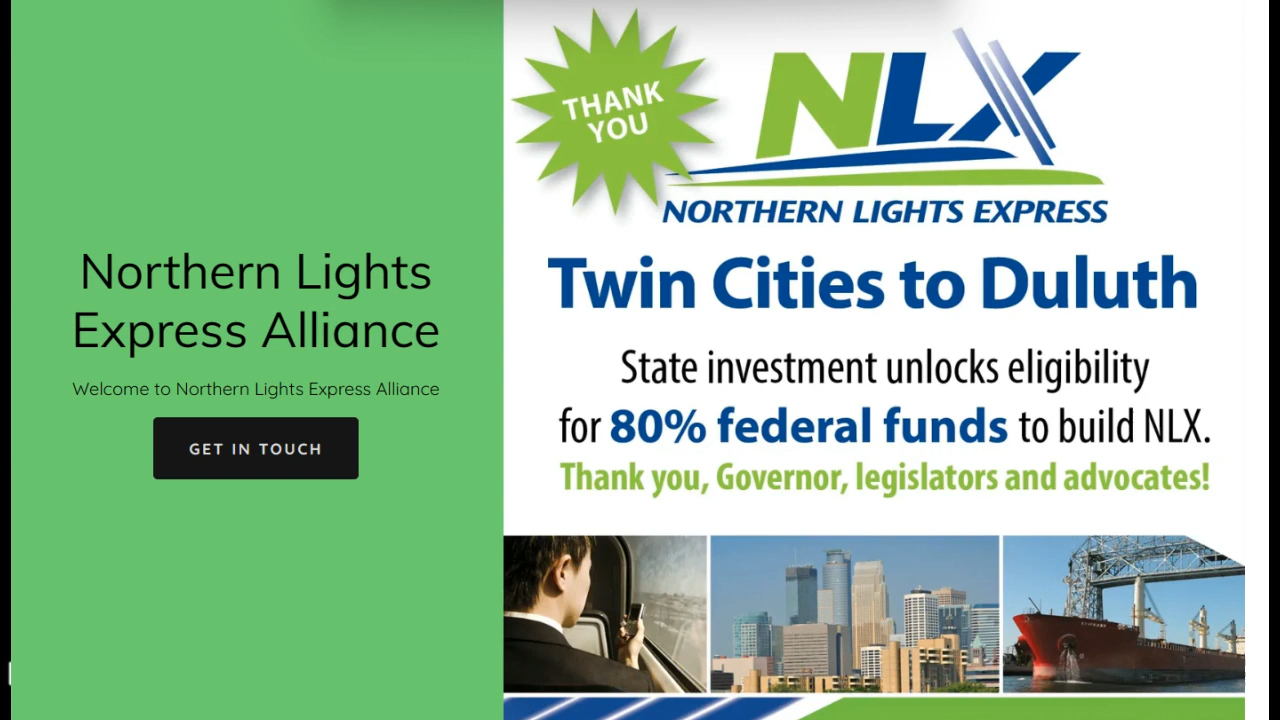 Northern Lights
Express Alliance
Welcome to Northern Lights Express Alliance
GET IN TOUCH
THANK
YOU
NLX
NORTHERN LIGHTS EXPRESS
Twin Cities to Duluth
State investment unlocks eligibility
for 80% federal funds to build NLX.
Thank you, Governor, legislators and advocates!